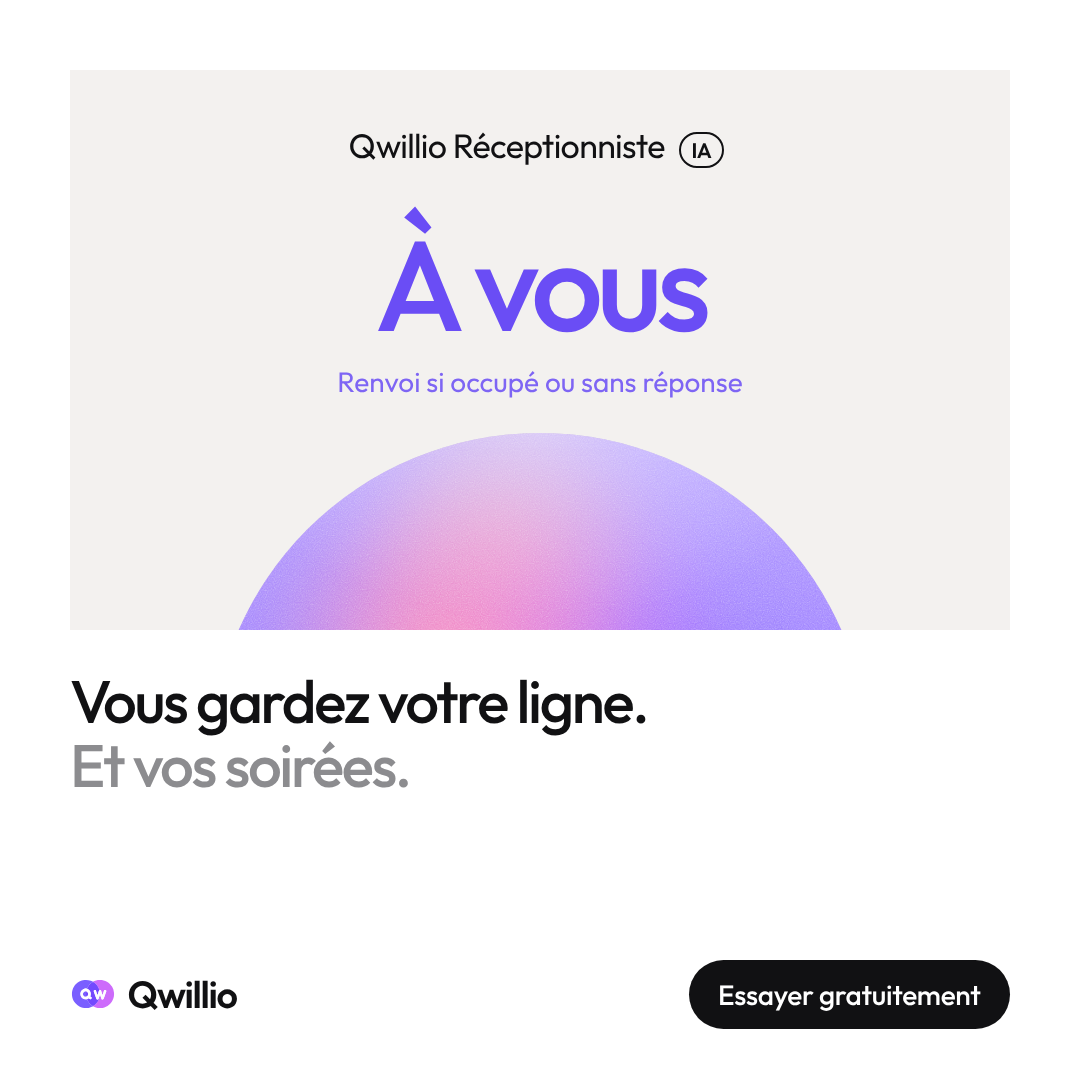 Qwillio Réceptionniste IA
À vous
Renvoi si occupé ou sans réponse
Vous gardez votre ligne.
Et vos soirées.
QW Qwillio
Essayer gratuitement